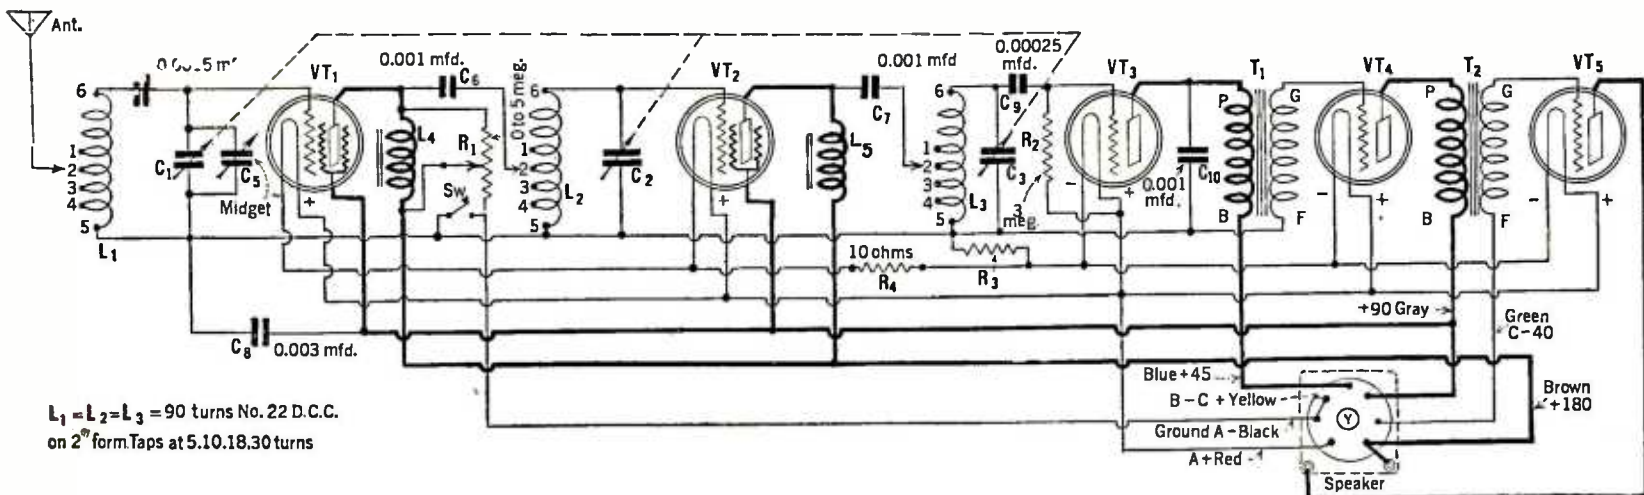 Ant.
VT1
0.001 mfd.
C6
0 to 5 meg.
VT2
0.001 mfd
C7
0.00025
mfd.
C9
VT3
T1
VT4
T2
VT5
6
1
2
3
4
5
L1
C1
C5
Midget
+
L4
R1
Sw.
6
1
2
3
4
5
L2
C2
+
L5
6
1
2
3
4
5
L3
C3
R2
3
meg.
-
+
0.001
mfd.
C10
P
B
G
F
-
+
P
B
G
F
-
+
10 ohms
R4
R3
C8
0.003 mfd.
+90 Gray
Green
C-40
Blue +45
B-C + Yellow
Ground A-Black
A+Red
Y
Speaker
Brown
+180
L1=L2=L3=90 turns No. 22 D.C.C.
on 2" form.Taps at 5.10.18.30 turns